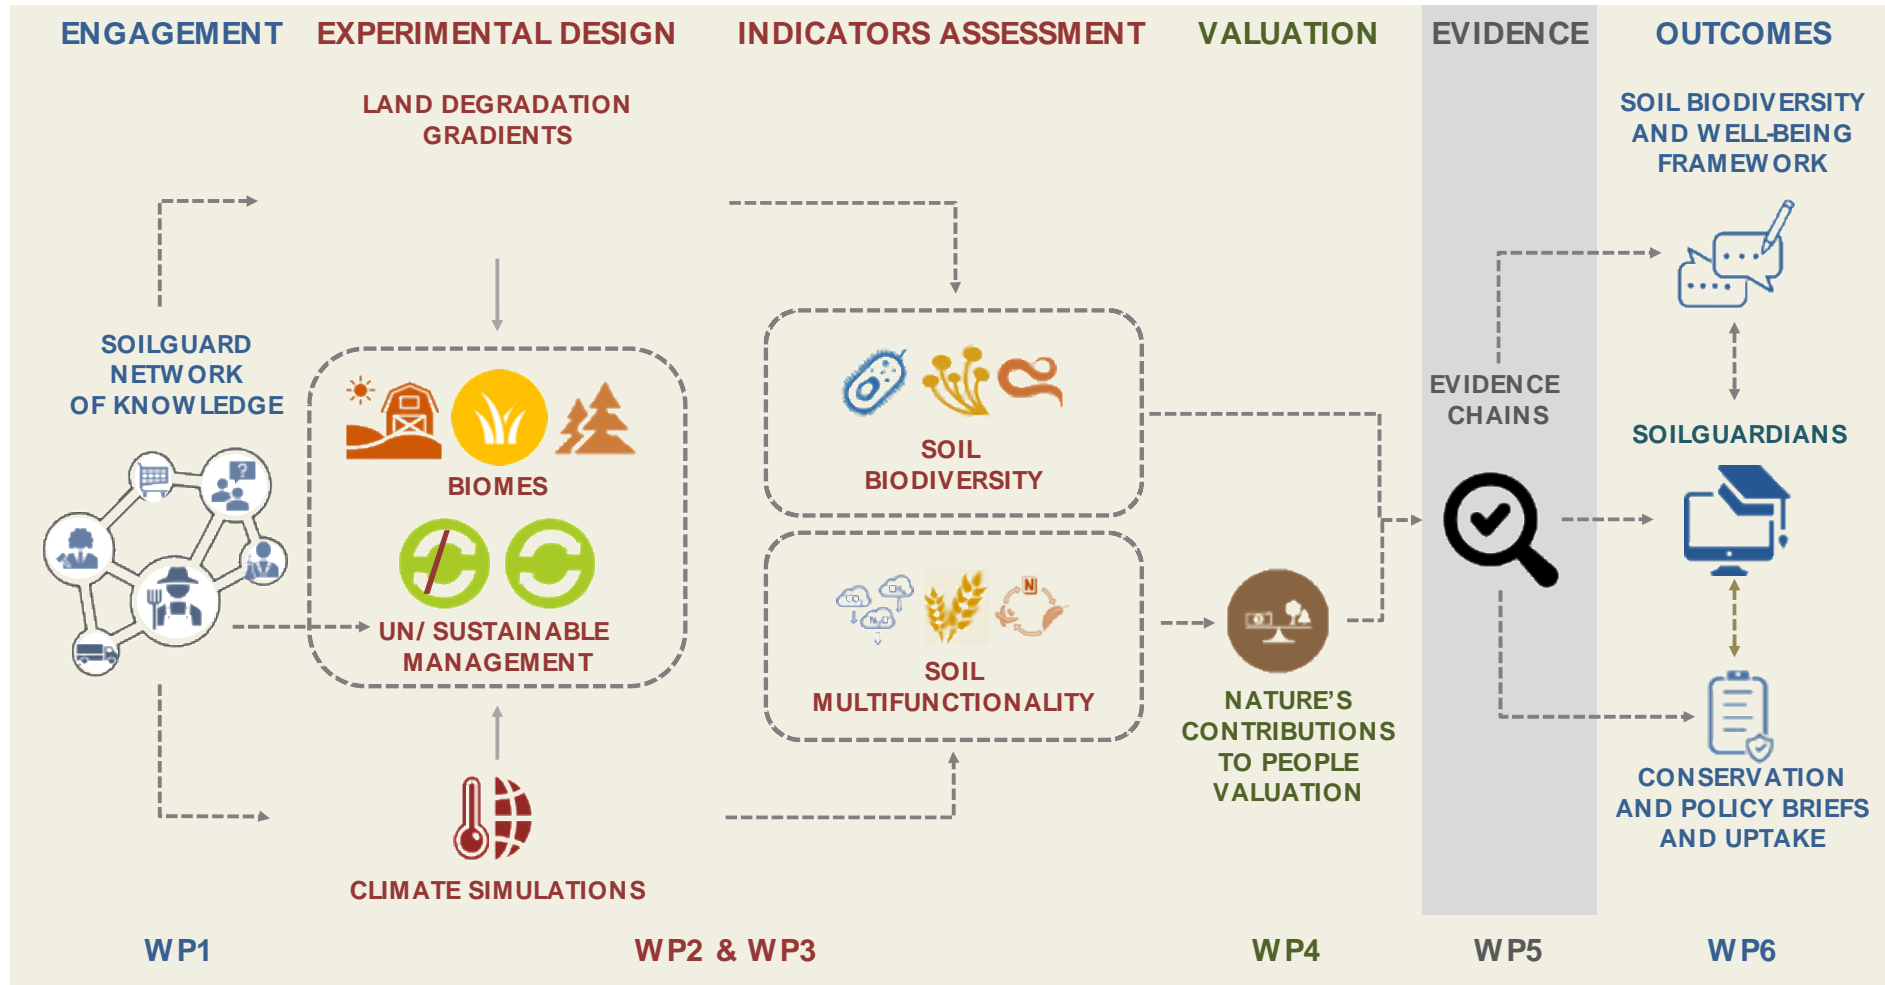 ENGAGEMENT
EXPERIMENTAL DESIGN
INDICATORS ASSESSMENT
VALUATION
EVIDENCE
OUTCOMES
LAND DEGRADATION
GRADIENTS
SOIL BIODIVERSITY
AND WELL-BEING
FRAMEWORK
SOILGUARD
NETWORK
OF KNOWLEDGE
BIOMES
UN/ SUSTAINABLE
MANAGEMENT
CLIMATE SIMULATIONS
SOIL
BIODIVERSITY
N
SOIL
MULTIFUNCTIONALITY
NATURE’S
CONTRIBUTIONS
TO PEOPLE
VALUATION
EVIDENCE
CHAINS
SOILGUARDIANS
CONSERVATION
AND POLICY BRIEFS
AND UPTAKE
WP1
WP2 & WP3
WP4
WP5
WP6